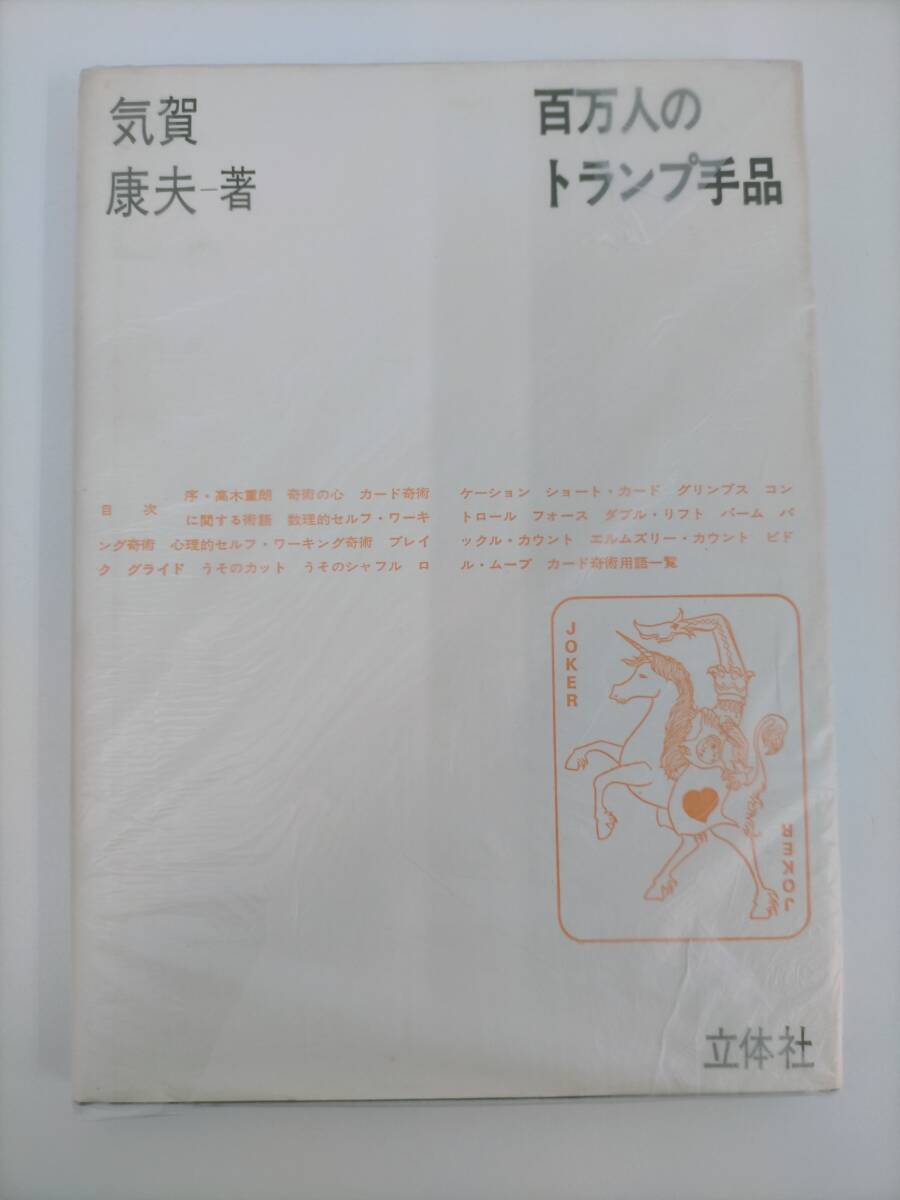 気賀
康夫－著
百万人の
トランプ手品
目次
序・高木重朗 奇術の心 カード奇術
に関する術語 数理的セルフ・ワーキ
ング奇術 心理的セルフ・ワーキング奇術 ブレイ
ク グライド うそのカット うそのシャフル ロ
ケーション ショート・カード グリンプス コン
トロール フォース ダブル・リフト パーム バ
ックル・カウント エルムズリー・カウント ビド
ル・ムーブ カード奇術用語一覧
JOKER
JOKER
立体社